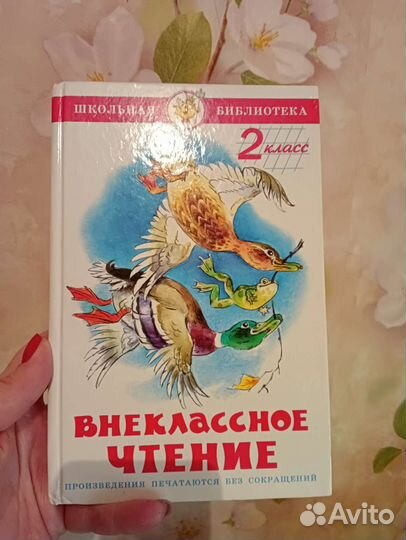 ШКОЛЬНАЯ БИБЛИОТЕКА
2 класс
ВНЕКЛАССНОЕ
ЧТЕНИЕ
ПРОИЗВЕДЕНИЯ ПЕЧАТАЮТСЯ БЕЗ СОКРАЩЕНИЙ
Avito